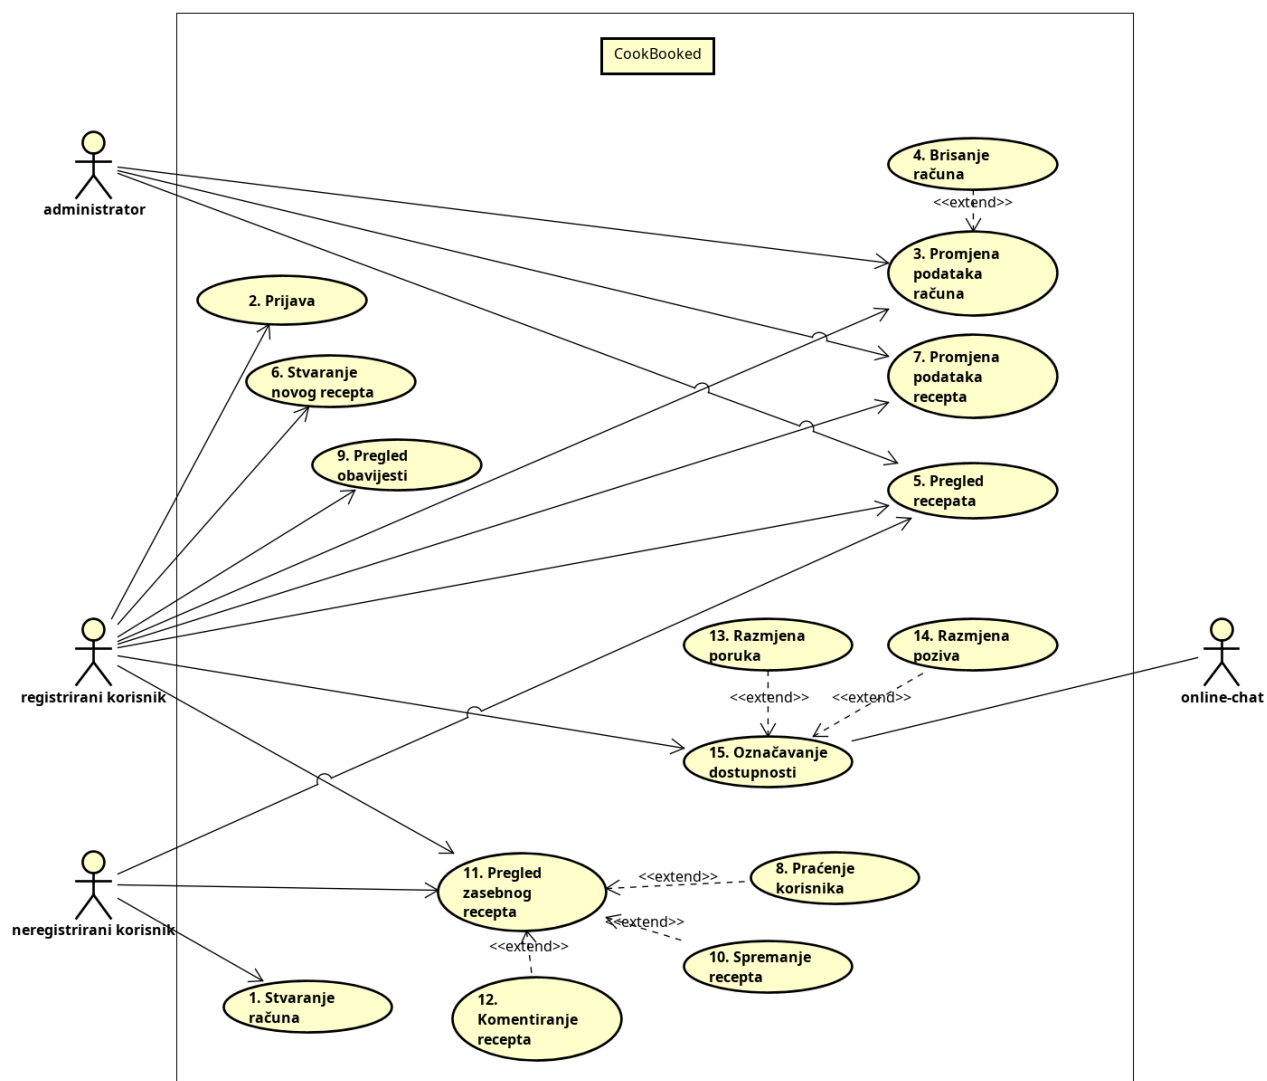 CookBooked
4. Brisanje
računa
<<extend>>
administrator
3. Promjena
podataka
računa
2. Prijava
7. Promjena
podataka
recepta
6. Stvaranje
novog recepta
9. Pregled
obavijesti
5. Pregled
recepata
13. Razmjena
poruka
14. Razmjena
poziva
registrirani korisnik
<<extend>>
<<extend>>
online-chat
15. Označavanje
dostupnosti
11. Pregled
zasebnog
recepta
<<extend>>
8. Praćenje
korisnika
neregistrirani korisnik
<<extend>>
<<extend>>
10. Spremanje
recepta
1. Stvaranje
računa
12.
Komentiranje
recepta